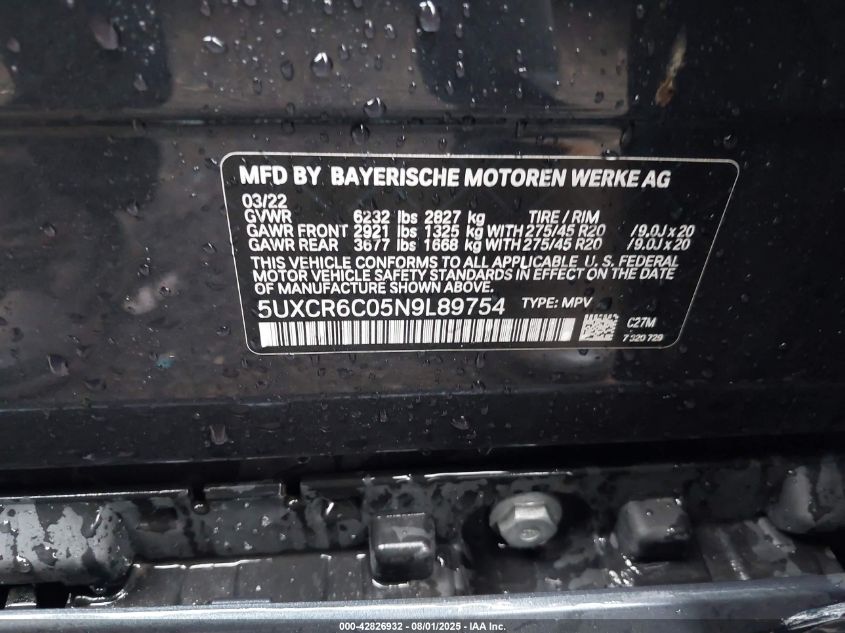 MFD BY BAYERISCHE MOTOREN WERKE AG
03/22
GVWR 6232 lbs 2827 kg TIRE / RIM
GAWR FRONT 2921 lbs 1325 kg WITH 275/45 R20 /9.0J x 20
GAWR REAR 3677 lbs 1668 kg WITH 275/45 R20 /9.0J x 20
THIS VEHICLE CONFORMS TO ALL APPLICABLE U. S. FEDERAL
MOTOR VEHICLE SAFETY STANDARDS IN EFFECT ON THE DATE
OF MANUFACTURE SHOWN ABOVE.
5UXCR6C05N9L89754 TYPE: MPV
C27M
7 320 729
000-42826932 - 08/01/2025 - IAA Inc.